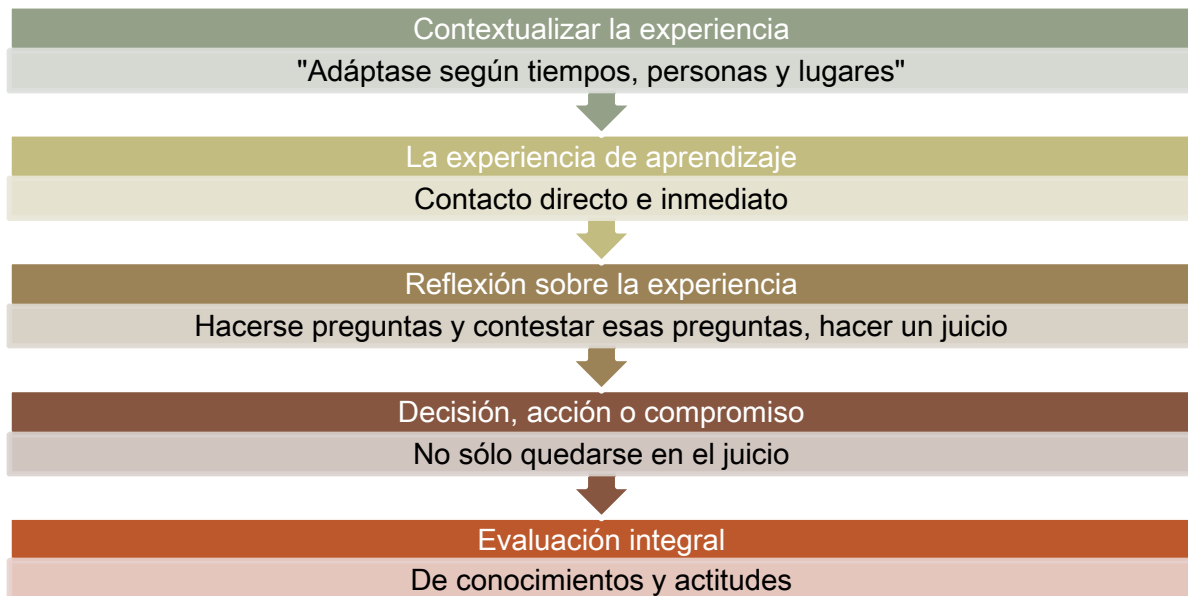 Contextualizar la experiencia
"Adáptase según tiempos, personas y lugares"
La experiencia de aprendizaje
Contacto directo e inmediato
Reflexión sobre la experiencia
Hacerse preguntas y contestar esas preguntas, hacer un juicio
Decisión, acción o compromiso
No sólo quedarse en el juicio
Evaluación integral
De conocimientos y actitudes